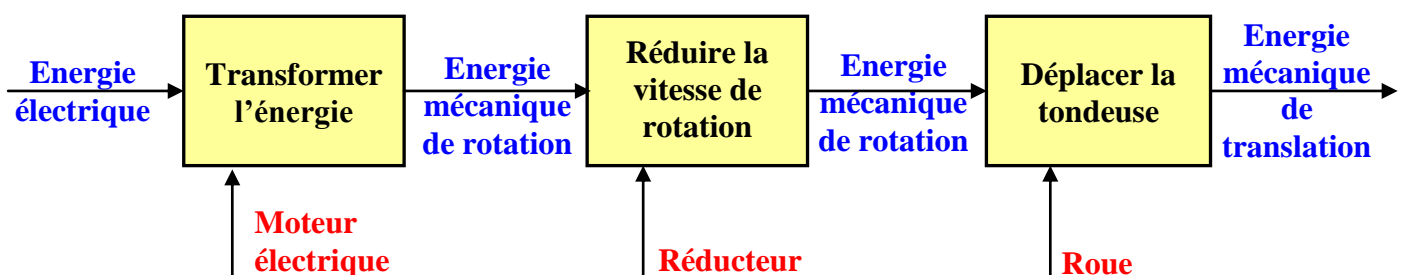 Energie
électrique
Transformer
l’énergie
Energie
mécanique
de rotation
Réduire la
vitesse de
rotation
Energie
mécanique
de rotation
Déplacer la
tondeuse
Energie
mécanique
de
translation
Moteur
électrique
Réducteur
Roue